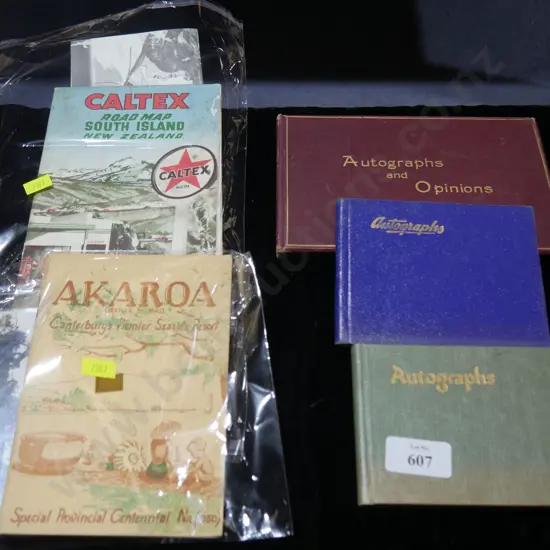 CALTEX
ROAD MAP
SOUTH ISLAND
NEW ZEALAND
CALTEX
AKAROA
Canterbury's Pioneer Seaside Resort
Special Provincial Centennial
Autographs
and
Opinions
Autographs
Autographs
Lot No.
607